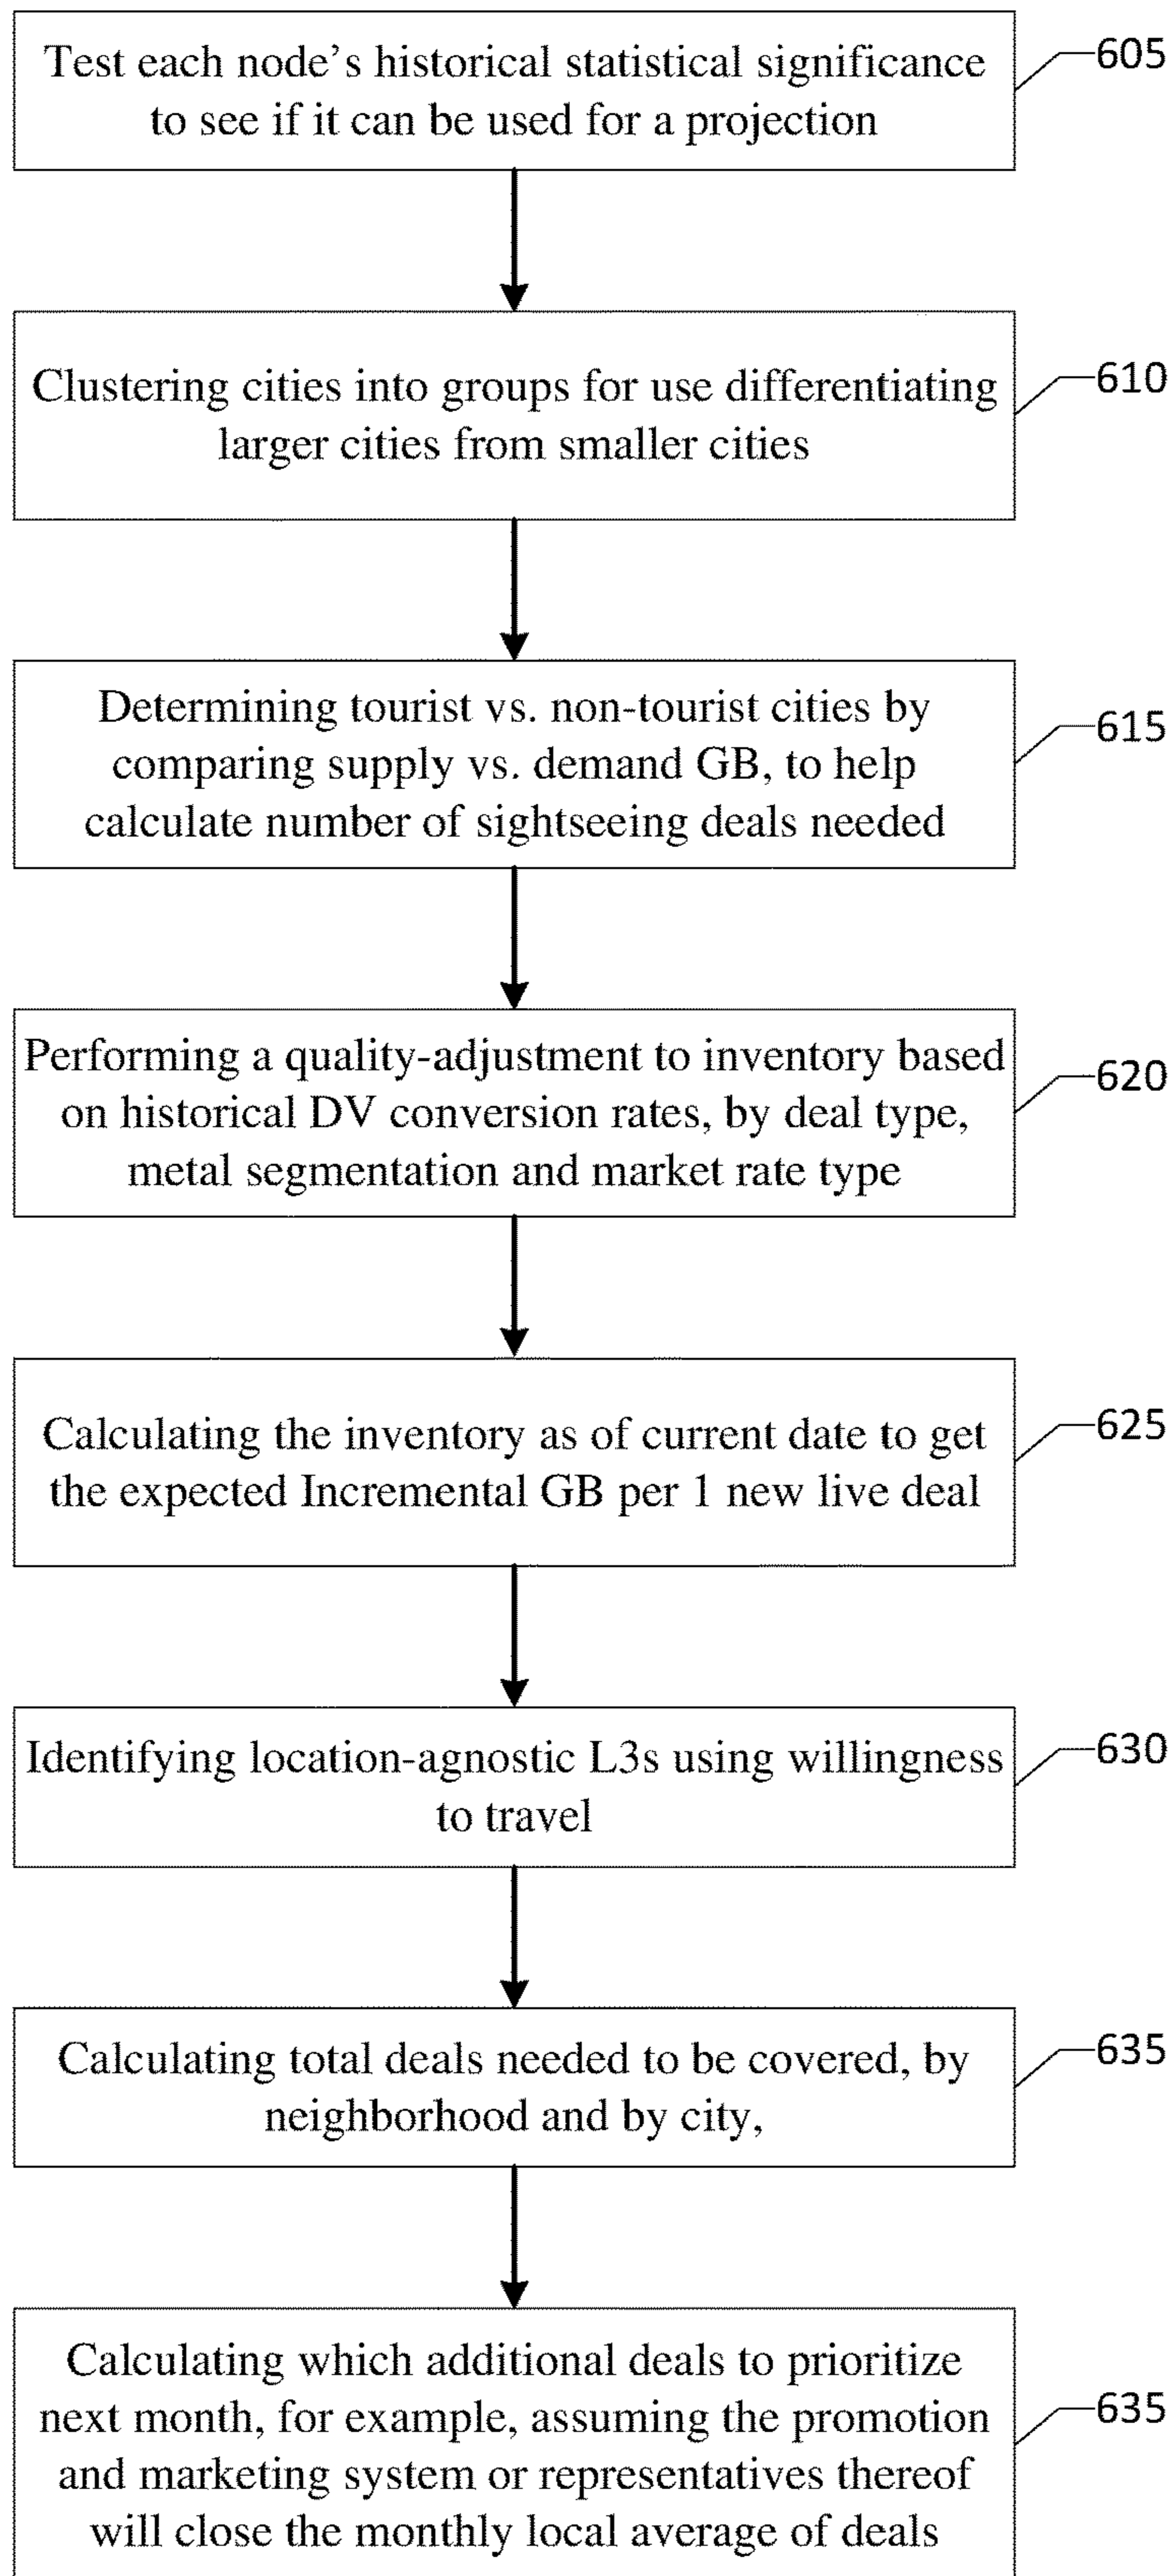 Test each node's historical statistical significance
to see if it can be used for a projection
605
Clustering cities into groups for use differentiating
larger cities from smaller cities
610
Determining tourist vs. non-tourist cities by
comparing supply vs. demand GB, to help
calculate number of sightseeing deals needed
615
Performing a quality-adjustment to inventory based
on historical DV conversion rates, by deal type,
metal segmentation and market rate type
620
Calculating the inventory as of current date to get
the expected Incremental GB per 1 new live deal
625
Identifying location-agnostic L3s using willingness
to travel
630
Calculating total deals needed to be covered, by
neighborhood and by city,
635
Calculating which additional deals to prioritize
next month, for example, assuming the promotion
and marketing system or representatives thereof
will close the monthly local average of deals
635